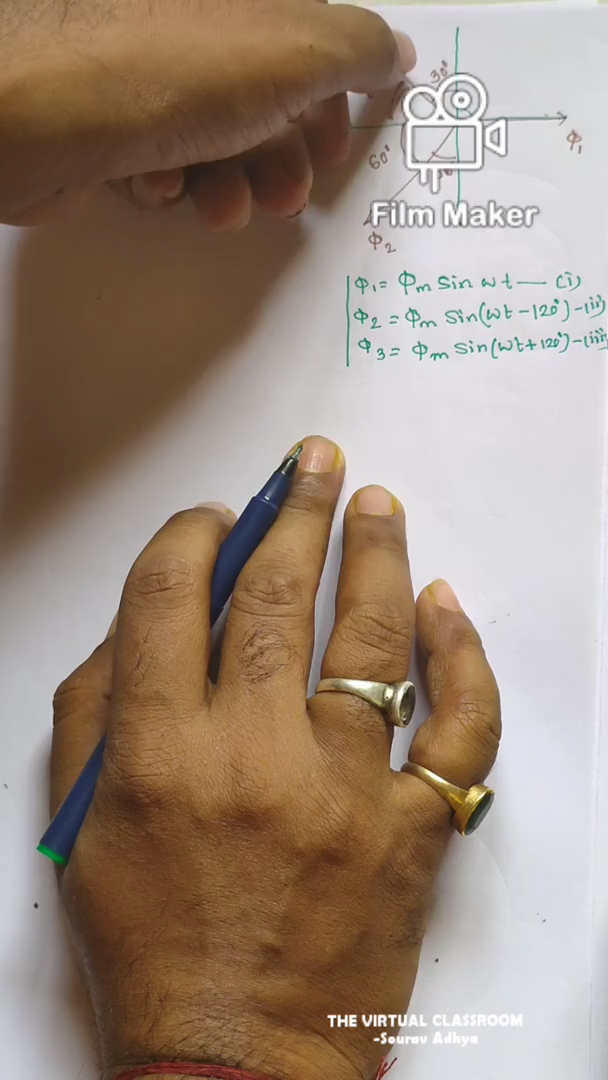 30°
Φ₁
60°
30°
Film Maker
Φ₂
Φ₁ = Φm Sin ωt — (i)
Φ₂ = Φm Sin(ωt - 120°) - (ii)
Φ₃ = Φm Sin(ωt + 120°) - (iii)
THE VIRTUAL CLASSROOM
-Sourav Adhya